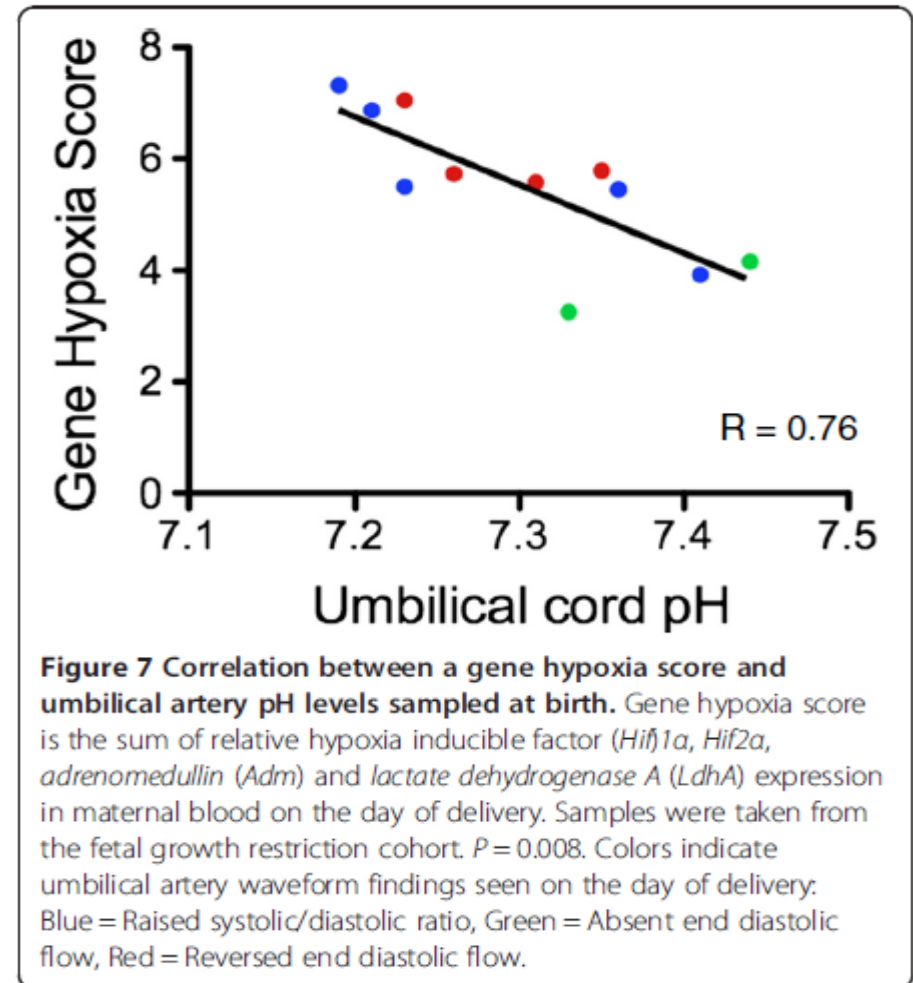 Gene Hypoxia Score
8
6
4
2
0
7.1 7.2 7.3 7.4 7.5
R = 0.76
Umbilical cord pH
Figure 7 Correlation between a gene hypoxia score and
umbilical artery pH levels sampled at birth. Gene hypoxia score
is the sum of relative hypoxia inducible factor (Hif)1α, Hif2α,
adrenomedullin (Adm) and lactate dehydrogenase A (LdhA) expression
in maternal blood on the day of delivery. Samples were taken from
the fetal growth restriction cohort. P = 0.008. Colors indicate
umbilical artery waveform findings seen on the day of delivery:
Blue = Raised systolic/diastolic ratio, Green = Absent end diastolic
flow, Red = Reversed end diastolic flow.